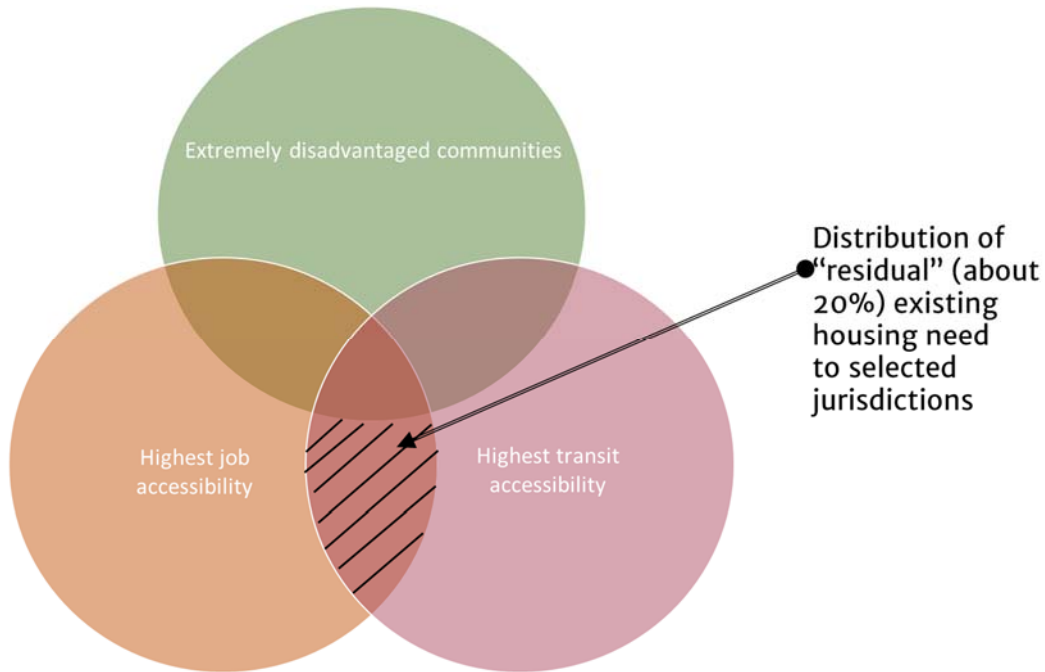 Extremely disadvantaged communities
Distribution of
“residual” (about
20%) existing
housing need
to selected
jurisdictions
Highest job
accessibility
Highest transit
accessibility